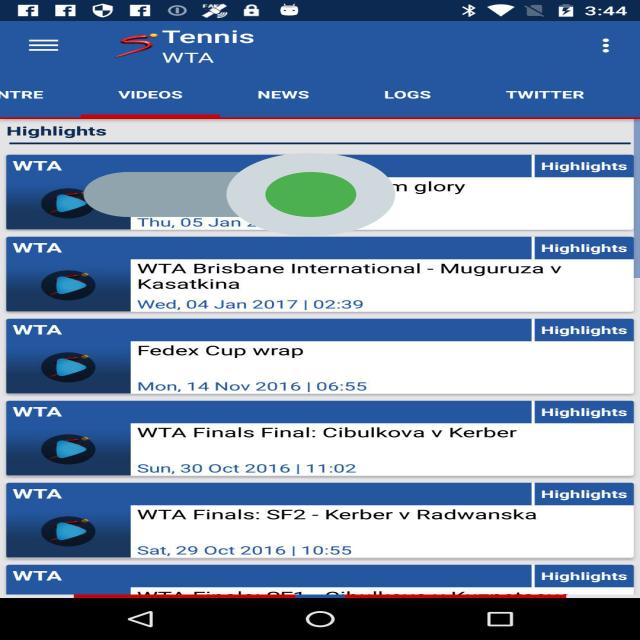 3:44
Tennis
WTA
NTRE VIDEOS NEWS LOGS TWITTER
Highlights
WTA Highlights
m glory
Thu, 05 Jan 2
WTA Highlights
WTA Brisbane International - Muguruza v
Kasatkina
Wed, 04 Jan 2017 | 02:39
WTA Highlights
Fedex Cup wrap
Mon, 14 Nov 2016 | 06:55
WTA Highlights
WTA Finals Final: Cibulkova v Kerber
Sun, 30 Oct 2016 | 11:02
WTA Highlights
WTA Finals: SF2 - Kerber v Radwanska
Sat, 29 Oct 2016 | 10:55
WTA Highlights